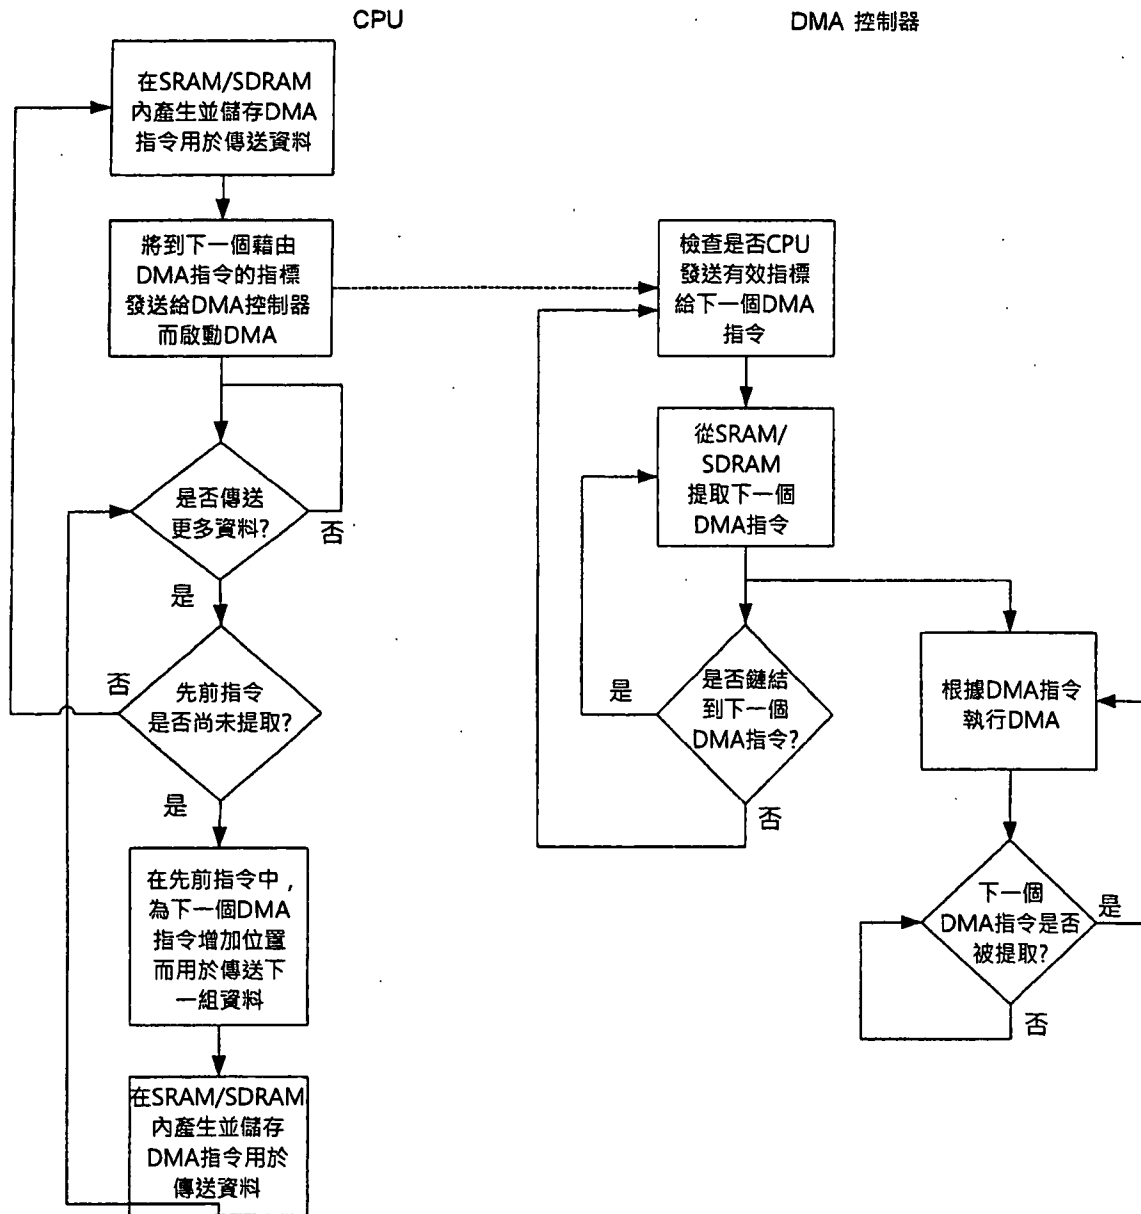 CPU
DMA 控制器
在SRAM/SDRAM
內產生並儲存DMA
指令用於傳送資料
將到下一個藉由
DMA指令的指標
發送給DMA控制器
而啟動DMA
檢查是否CPU
發送有效指標
給下一個DMA
指令
從SRAM/
SDRAM
提取下一個
DMA指令
是否傳送
更多資料?
否
是
先前指令
是否尚未提取?
否
是
是否鏈結
到下一個
DMA指令?
是
否
根據DMA指令
執行DMA
在先前指令中，
為下一個DMA
指令增加位置
而用於傳送下
一組資料
下一個
DMA指令是否
被提取?
是
否
在SRAM/SDRAM
內產生並儲存
DMA指令用於
傳送資料